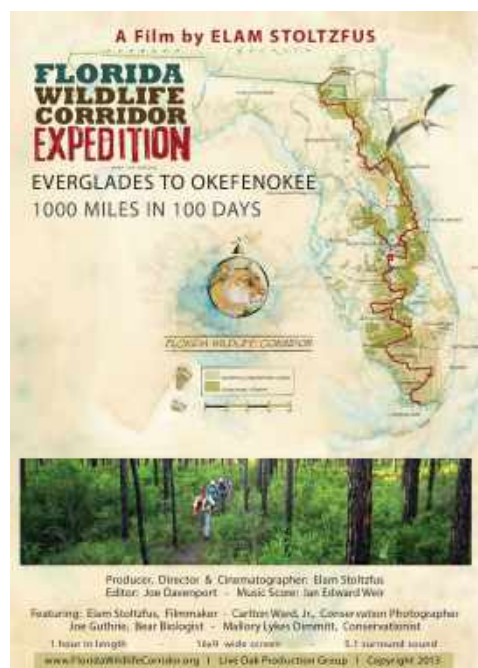 A Film by ELAM STOLTZFUS
FLORIDA
WILDLIFE
CORRIDOR
EXPEDITION
EVERGLADES TO OKEFENOKEE
1000 MILES IN 100 DAYS
FLORIDA WILDLIFE CORRIDOR
Producer, Director & Cinematographer: Elam Stoltzfus
Editor: Joe Davenport - Music Score: Ian Edward Weir
Featuring: Elam Stoltzfus, Filmmaker - Carlton Ward, Jr., Conservation Photographer
Joe Guthrie, Bear Biologist - Mallory Lykes Dimmitt, Conservationist
1 hour in length - 16x9 wide screen - 5.1 surround sound
www.FloridaWildlifeCorridor.org | Live Oak Production Group | Copyright 2013